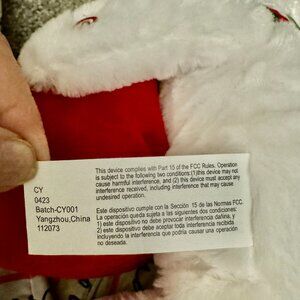 This device complies with Part 15 of the FCC Rules. Operation
is subject to the following two conditions:(1)this device may not
cause harmful interference, and (2) this device must accept any
interference received, including interference that may cause
undesired operation.
Este dispositivo cumple con la Sección 15 de las Normas FCC.
La operación queda sujeta a las siguientes dos condiciones:
1) este dispositivo no debe provocar interferencia dañina, y
2) este dispositivo debe aceptar toda interferencia recibida
incluyendo la interferencia que podría causar una operación
no deseada.
CY
0423
Batch-CY001
Yangzhou,China
112073